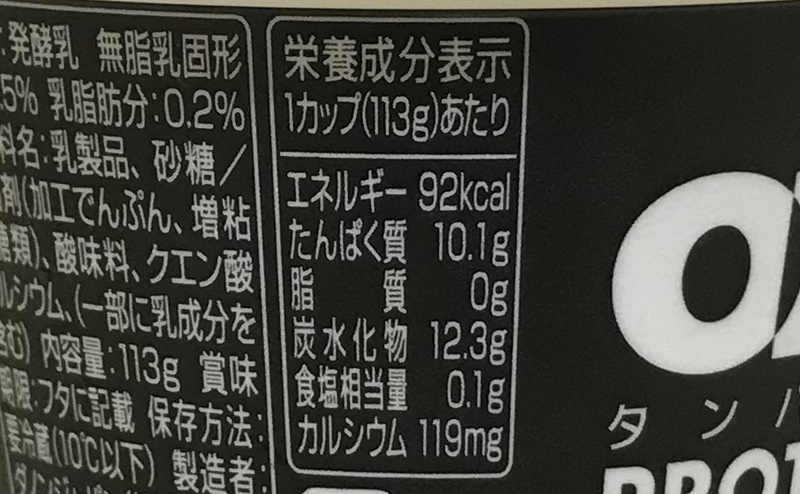 発酵乳 無脂乳固形
5% 乳脂肪分:0.2%
料名:乳製品、砂糖/
剤(加工でんぷん、増粘
糖類)、酸味料、クエン酸
ルシウム、(一部に乳成分を
含む) 内容量:113g 賞味
期限:フタに記載 保存方法:
要冷蔵(10℃以下) 製造者:
栄養成分表示
1カップ(113g)あたり
エネルギー 92kcal
たんぱく質 10.1g
脂質 0g
炭水化物 12.3g
食塩相当量 0.1g
カルシウム 119mg
タンパ
PROT